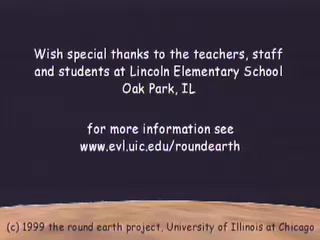 Wish special thanks to the teachers, staff
and students at Lincoln Elementary School
Oak Park, IL
for more information see
www.evl.uic.edu/roundearth
(c) 1999 the round earth project, University of Illinois at Chicago